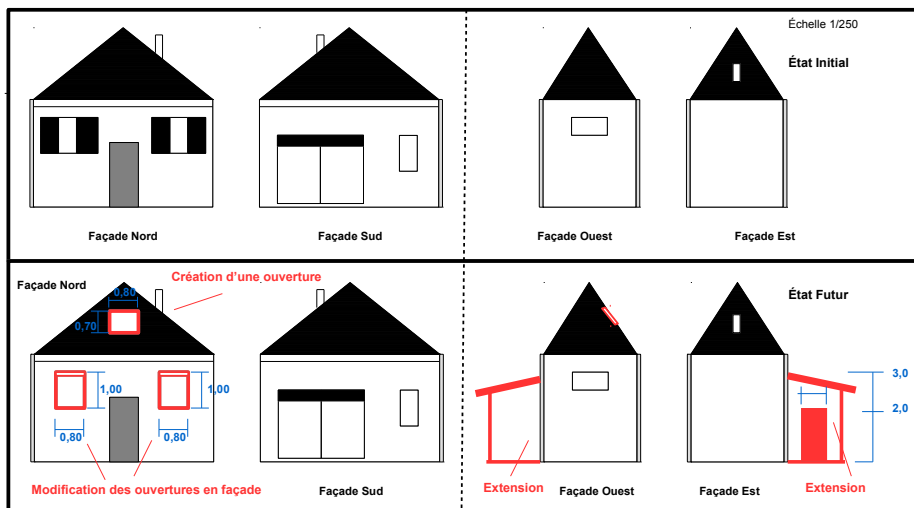 Échelle 1/250
État Initial
Façade Nord
Façade Sud
Façade Ouest
Façade Est
Façade Nord
Création d'une ouverture
État Futur
0,80
0,70
1,00
1,00
0,80
0,80
3,0
2,0
Modification des ouvertures en façade
Façade Sud
Extension
Façade Ouest
Façade Est
Extension